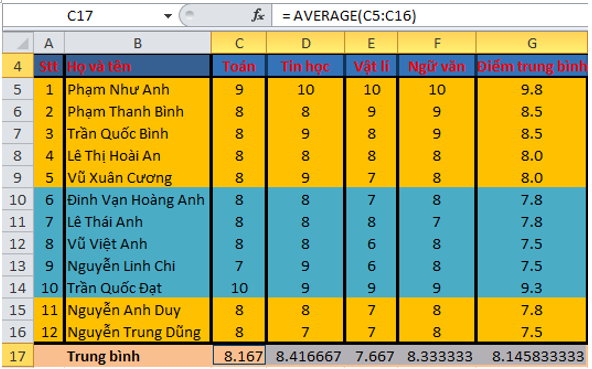 C17 fx = AVERAGE(C5:C16)
A B C D E F G
4 Stt Họ và tên Toán Tin học Vật lí Ngữ văn Điểm trung bình
5 1 Phạm Như Anh 9 10 10 10 9.8
6 2 Phạm Thanh Bình 8 8 9 9 8.5
7 3 Trần Quốc Bình 8 9 8 9 8.5
8 4 Lê Thị Hoài An 8 8 8 8 8.0
9 5 Vũ Xuân Cương 8 9 7 8 8.0
10 6 Đinh Vạn Hoàng Anh 8 8 7 8 7.8
11 7 Lê Thái Anh 8 8 8 7 7.8
12 8 Vũ Việt Anh 8 8 6 8 7.5
13 9 Nguyễn Linh Chi 7 9 6 8 7.5
14 10 Trần Quốc Đạt 10 9 9 9 9.3
15 11 Nguyễn Anh Duy 8 8 7 8 7.8
16 12 Nguyễn Trung Dũng 8 7 7 8 7.5
17 Trung bình 8.167 8.416667 7.667 8.333333 8.145833333